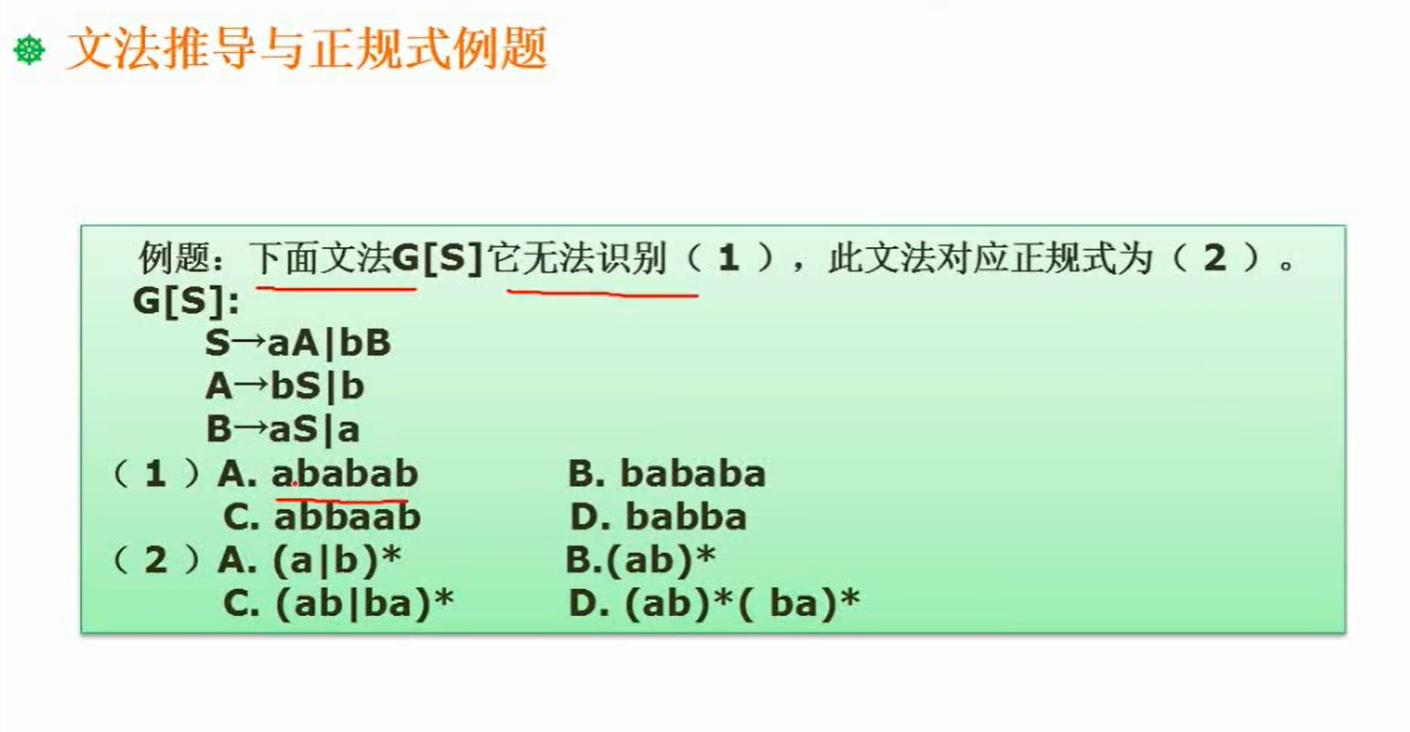 文法推导与正规式例题
例题：下面文法G[S]它无法识别（ 1 ），此文法对应正规式为（ 2 ）。
G[S]:
S→aA|bB
A→bS|b
B→aS|a
（ 1 ）A. ababab B. bababa
C. abbaab D. babba
（ 2 ）A. (a|b)* B.(ab)*
C. (ab|ba)* D. (ab)*( ba)*